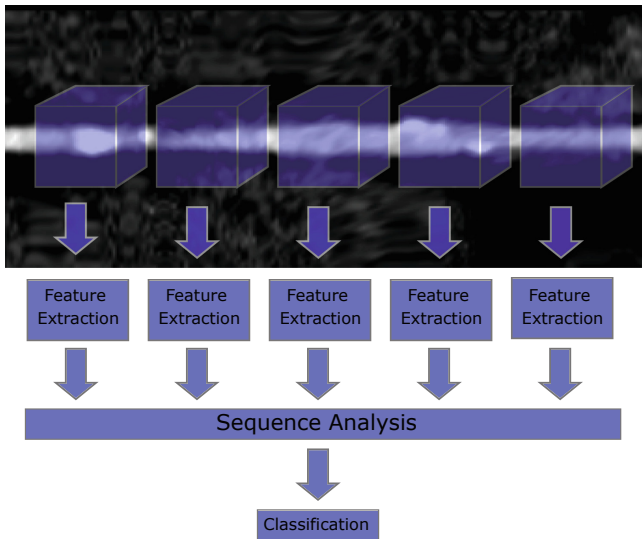 Feature
Extraction
Feature
Extraction
Feature
Extraction
Feature
Extraction
Feature
Extraction
Sequence Analysis
Classification